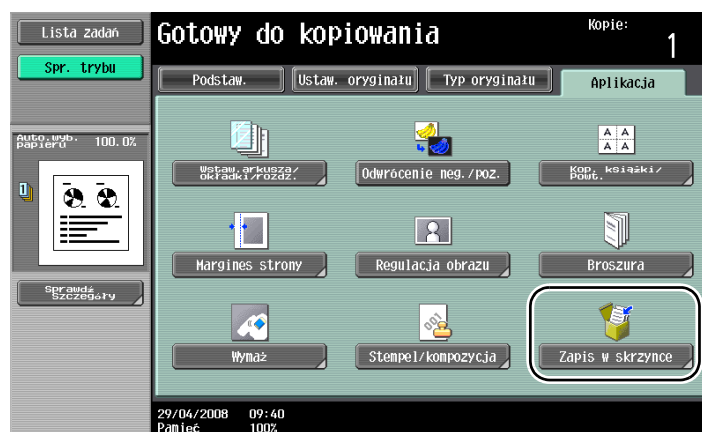 Lista zadań
Gotowy do kopiowania
Kopie:
1
Spr. trybu
Podstaw.
Ustaw. oryginału
Typ oryginału
Aplikacja
Auto.wyb.
papieru
100.0%
Wstaw.arkusza/
okładki/rozdz.
Odwrócenie neg./poz.
Kop. książki/
Powt.
A A
A A
1
Margines strony
Regulacja obrazu
Broszura
Sprawdź
Szczegóły
001
Wymaż
Stempel/kompozycja
Zapis w skrzynce
29/04/2008 09:40
Pamięć 100%